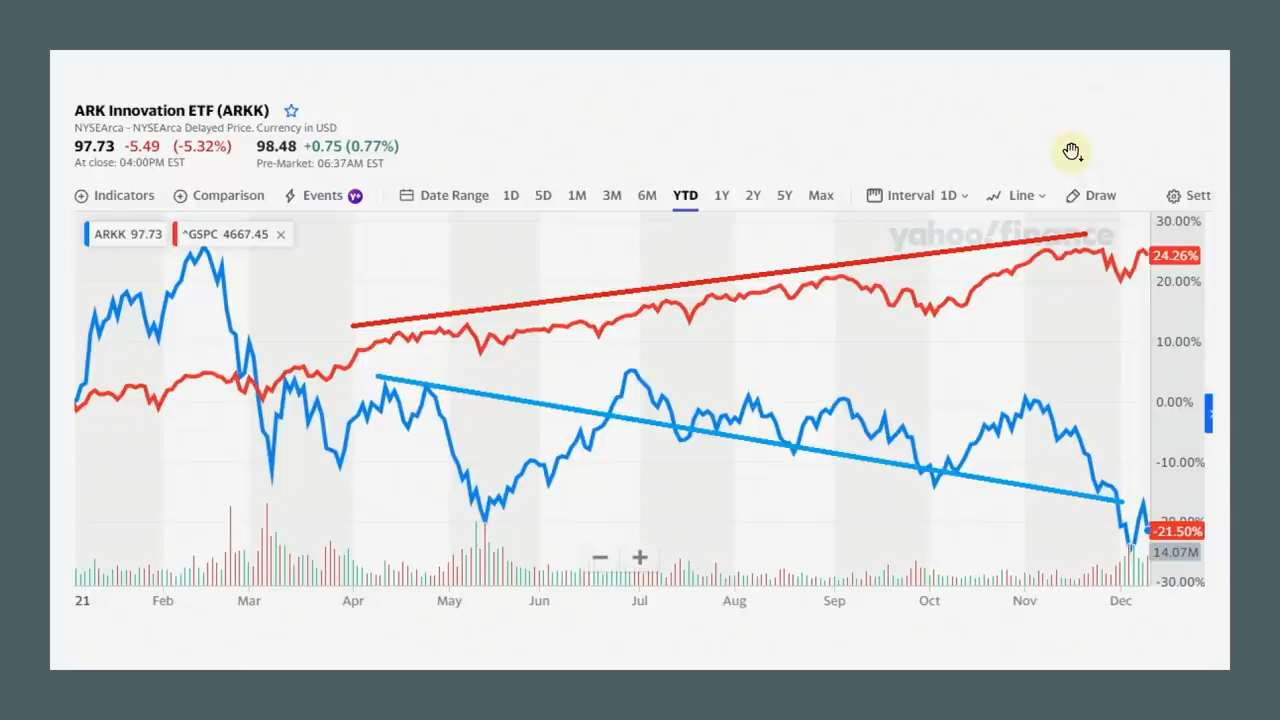 ARK Innovation ETF (ARKK)
NYSEArca - NYSEArca Delayed Price. Currency in USD
97.73 -5.49 (-5.32%) 98.48 +0.75 (0.77%)
At close: 04:00PM EST Pre-Market: 06:37AM EST
Indicators Comparison Events Y+ Date Range 1D 5D 1M 3M 6M YTD 1Y 2Y 5Y Max Interval 1D Line Draw Sett
ARKK 97.73 ^GSPC 4667.45
yahoo/finance
30.00%
24.26%
20.00%
10.00%
0.00%
-10.00%
-20.00%
-21.50%
14.07M
-30.00%
21 Feb Mar Apr May Jun Jul Aug Sep Oct Nov Dec